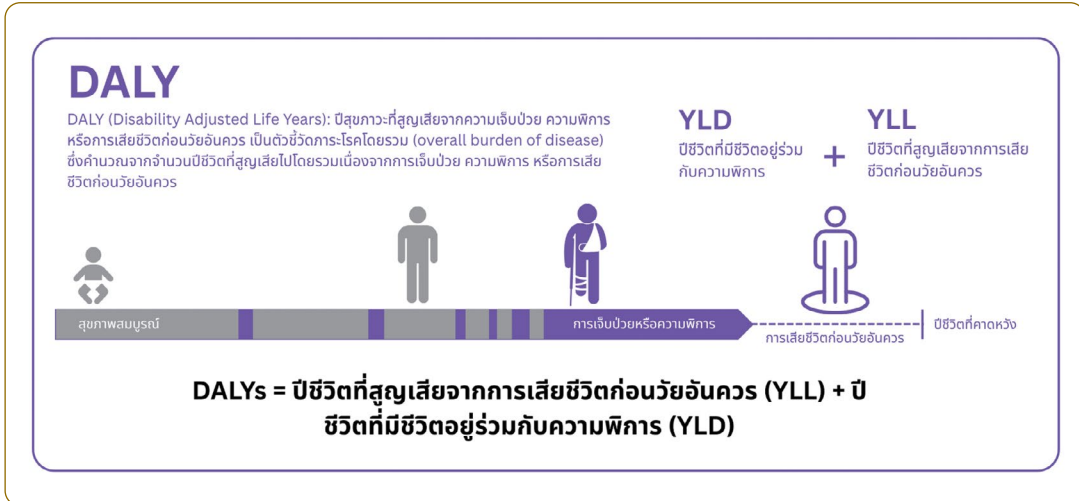 DALY
DALY (Disability Adjusted Life Years): ปีสุขภาวะที่สูญเสียจากความเจ็บป่วย ความพิการ
หรือการเสียชีวิตก่อนวัยอันควร เป็นตัวชี้วัดภาระโรคโดยรวม (overall burden of disease)
ซึ่งคำนวณจากจำนวนปีชีวิตที่สูญเสียไปโดยรวมเนื่องจากการเจ็บป่วย ความพิการ หรือการเสีย
ชีวิตก่อนวัยอันควร
YLD
ปีชีวิตที่มีชีวิตอยู่ร่วม
กับความพิการ
+
YLL
ปีชีวิตที่สูญเสียจากการเสีย
ชีวิตก่อนวัยอันควร
สุขภาพสมบูรณ์
การเจ็บป่วยหรือความพิการ
การเสียชีวิตก่อนวัยอันควร
ปีชีวิตที่คาดหวัง
DALYs = ปีชีวิตที่สูญเสียจากการเสียชีวิตก่อนวัยอันควร (YLL) + ปี
ชีวิตที่มีชีวิตอยู่ร่วมกับความพิการ (YLD)